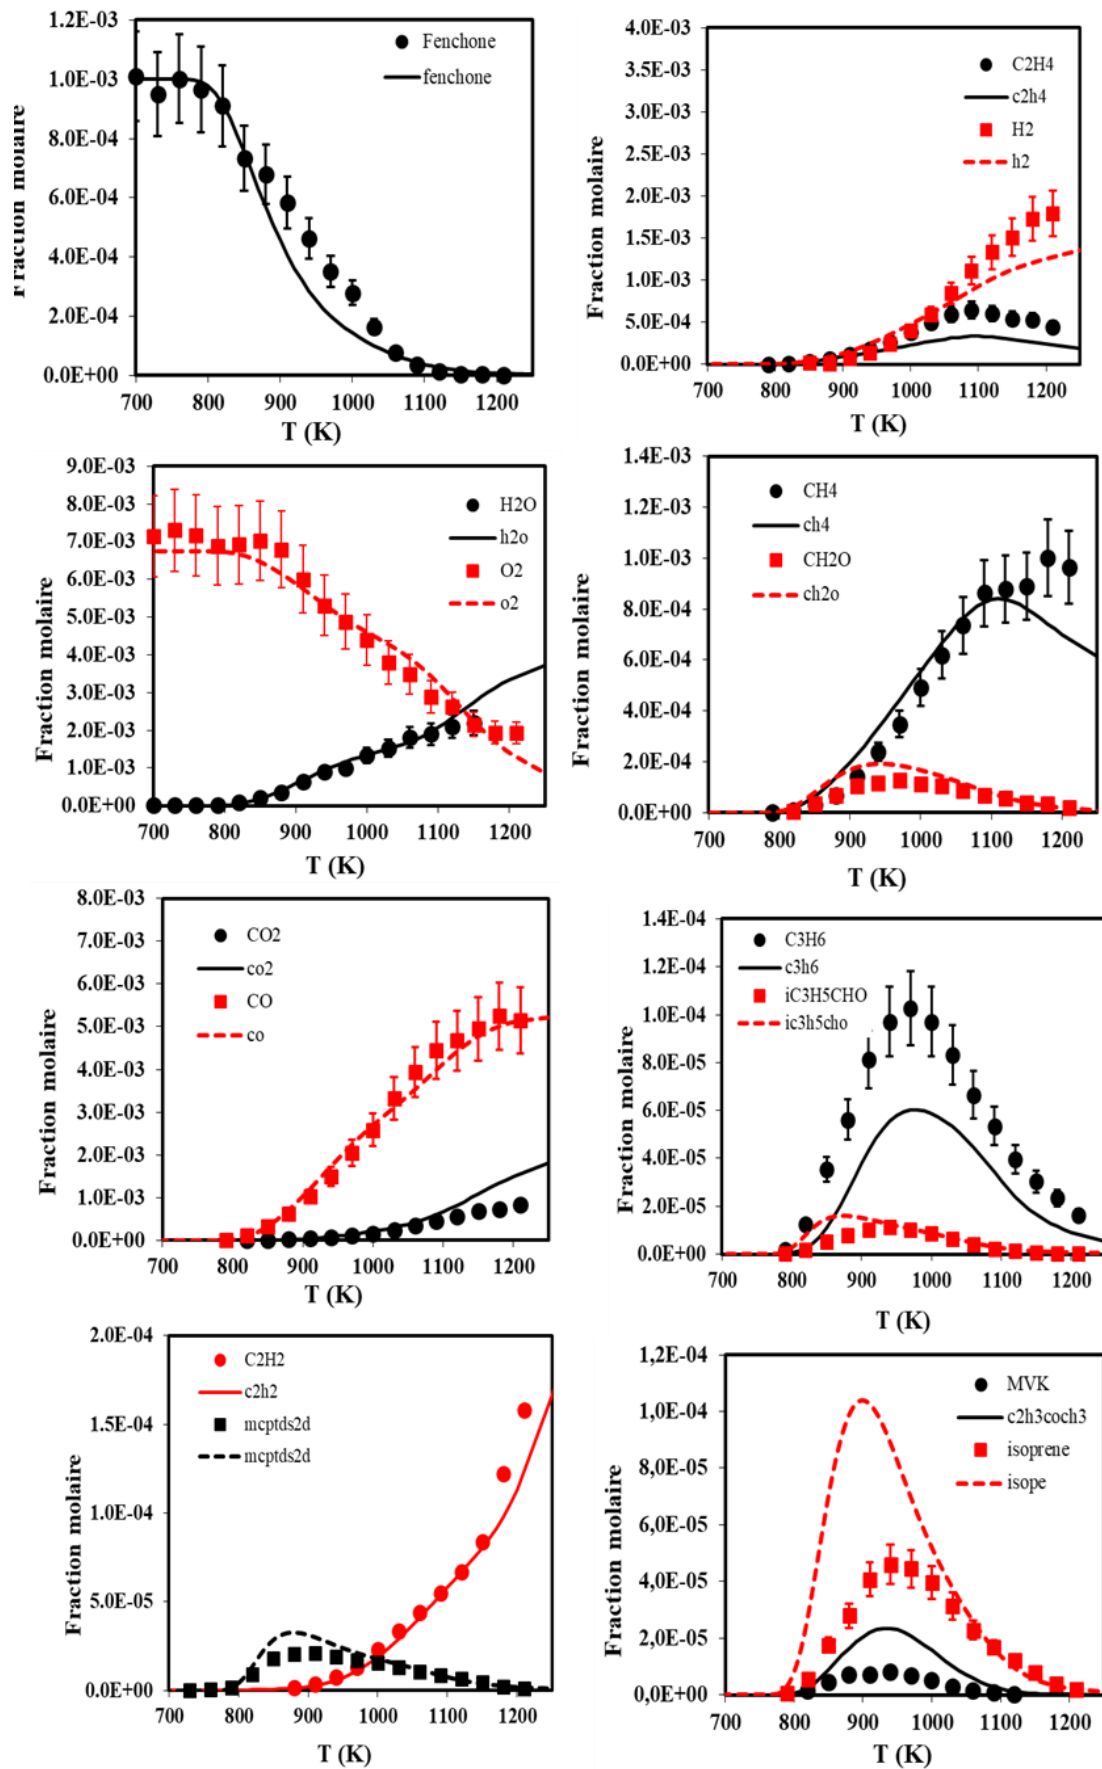 1.2E-03
1.0E-03
8.0E-04
6.0E-04
4.0E-04
2.0E-04
0.0E+00
Fraction molaire
Fenchone
fenchone
700 800 900 1000 1100 1200
T (K)
4.0E-03
3.5E-03
3.0E-03
2.5E-03
2.0E-03
1.5E-03
1.0E-03
5.0E-04
0.0E+00
Fraction molaire
C2H4
c2h4
H2
h2
700 800 900 1000 1100 1200
T (K)
9.0E-03
8.0E-03
7.0E-03
6.0E-03
5.0E-03
4.0E-03
3.0E-03
2.0E-03
1.0E-03
0.0E+00
Fraction molaire
H2O
h2o
O2
o2
700 800 900 1000 1100 1200
T (K)
1.4E-03
1.2E-03
1.0E-03
8.0E-04
6.0E-04
4.0E-04
2.0E-04
0.0E+00
Fraction molaire
CH4
ch4
CH2O
ch2o
700 800 900 1000 1100 1200
T (K)
8.0E-03
7.0E-03
6.0E-03
5.0E-03
4.0E-03
3.0E-03
2.0E-03
1.0E-03
0.0E+00
Fraction molaire
CO2
co2
CO
co
700 800 900 1000 1100 1200
T (K)
1.4E-04
1.2E-04
1.0E-04
8.0E-05
6.0E-05
4.0E-05
2.0E-05
0.0E+00
Fraction molaire
C3H6
c3h6
iC3H5CHO
ic3h5cho
700 800 900 1000 1100 1200
T (K)
2.0E-04
1.5E-04
1.0E-04
5.0E-05
0.0E+00
Fraction molaire
C2H2
c2h2
mcptds2d
mcptds2d
700 800 900 1000 1100 1200
T (K)
1,2E-04
1,0E-04
8,0E-05
6,0E-05
4,0E-05
2,0E-05
0,0E+00
Fraction molaire
MVK
c2h3coch3
isoprene
isope
700 800 900 1000 1100 1200
T (K)